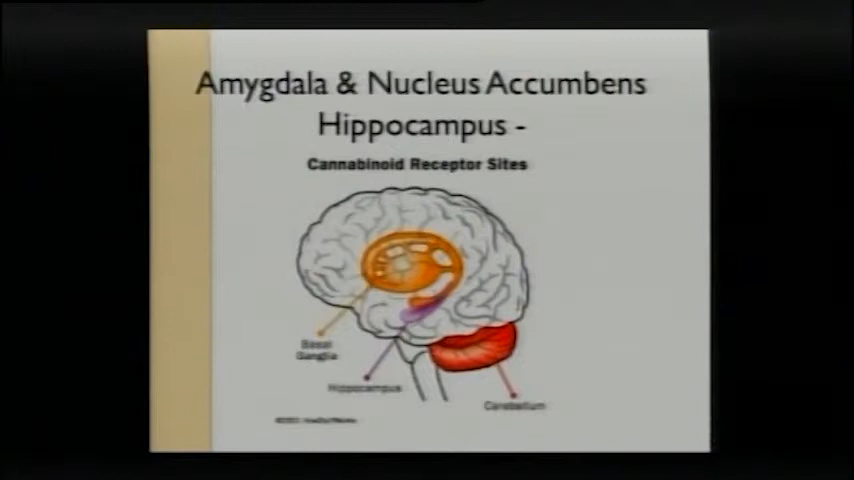 Amygdala & Nucleus Accumbens
Hippocampus -
Cannabinoid Receptor Sites
Basal
Ganglia
Hippocampus
Cerebellum